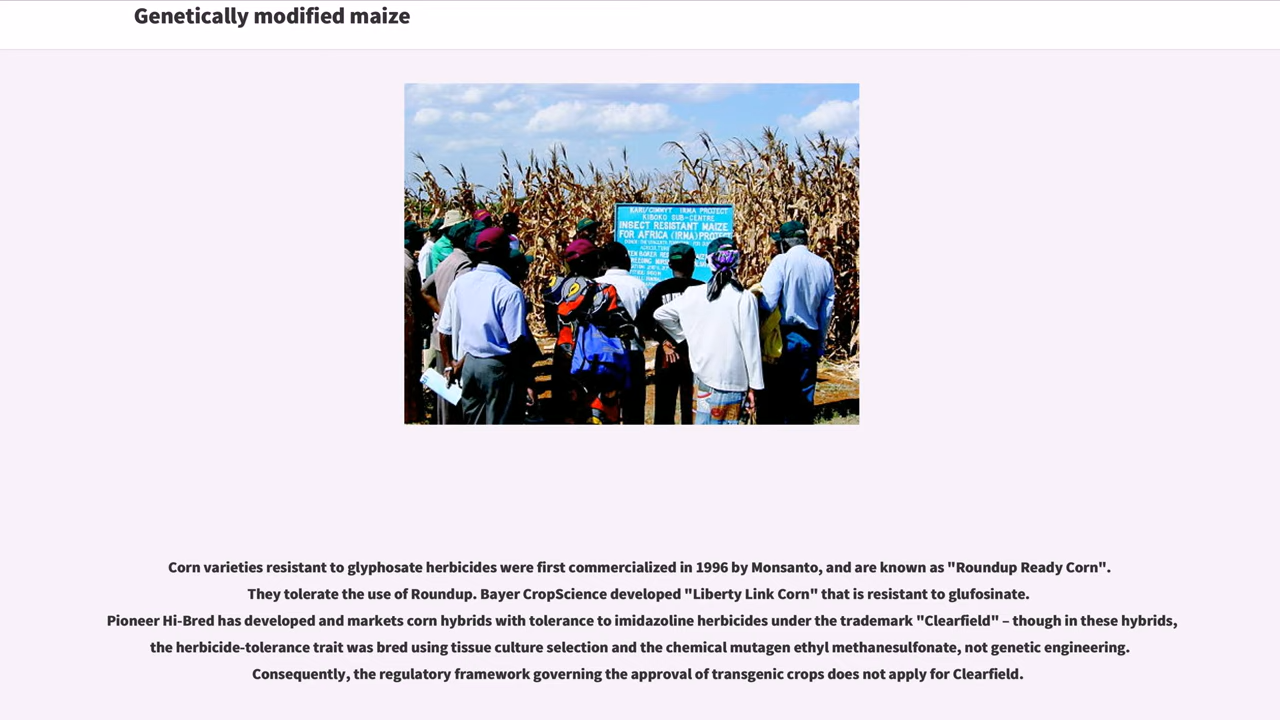 Genetically modified maize
KARI/CIMMYT IRMA PROJECT
KIBOKO SUB-CENTRE
INSECT RESISTANT MAIZE
FOR AFRICA (IRMA) PROJECT
Corn varieties resistant to glyphosate herbicides were first commercialized in 1996 by Monsanto, and are known as "Roundup Ready Corn".
They tolerate the use of Roundup. Bayer CropScience developed "Liberty Link Corn" that is resistant to glufosinate.
Pioneer Hi-Bred has developed and markets corn hybrids with tolerance to imidazoline herbicides under the trademark "Clearfield" – though in these hybrids,
the herbicide-tolerance trait was bred using tissue culture selection and the chemical mutagen ethyl methanesulfonate, not genetic engineering.
Consequently, the regulatory framework governing the approval of transgenic crops does not apply for Clearfield.